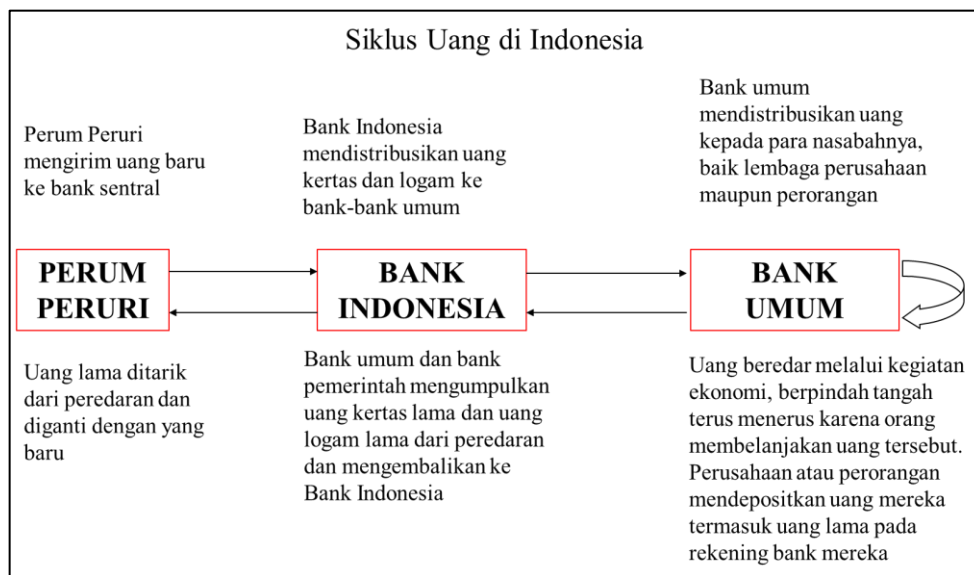 Siklus Uang di Indonesia
Perum Peruri
mengirim uang baru
ke bank sentral
Bank Indonesia
mendistribusikan uang
kertas dan logam ke
bank-bank umum
Bank umum
mendistribusikan uang
kepada para nasabahnya,
baik lembaga perusahaan
maupun perorangan
PERUM
PERURI
BANK
INDONESIA
BANK
UMUM
Uang lama ditarik
dari peredaran dan
diganti dengan yang
baru
Bank umum dan bank
pemerintah mengumpulkan
uang kertas lama dan uang
logam lama dari peredaran
dan mengembalikan ke
Bank Indonesia
Uang beredar melalui kegiatan
ekonomi, berpindah tangah
terus menerus karena orang
membelanjakan uang tersebut.
Perusahaan atau perorangan
mendepositkan uang mereka
termasuk uang lama pada
rekening bank mereka